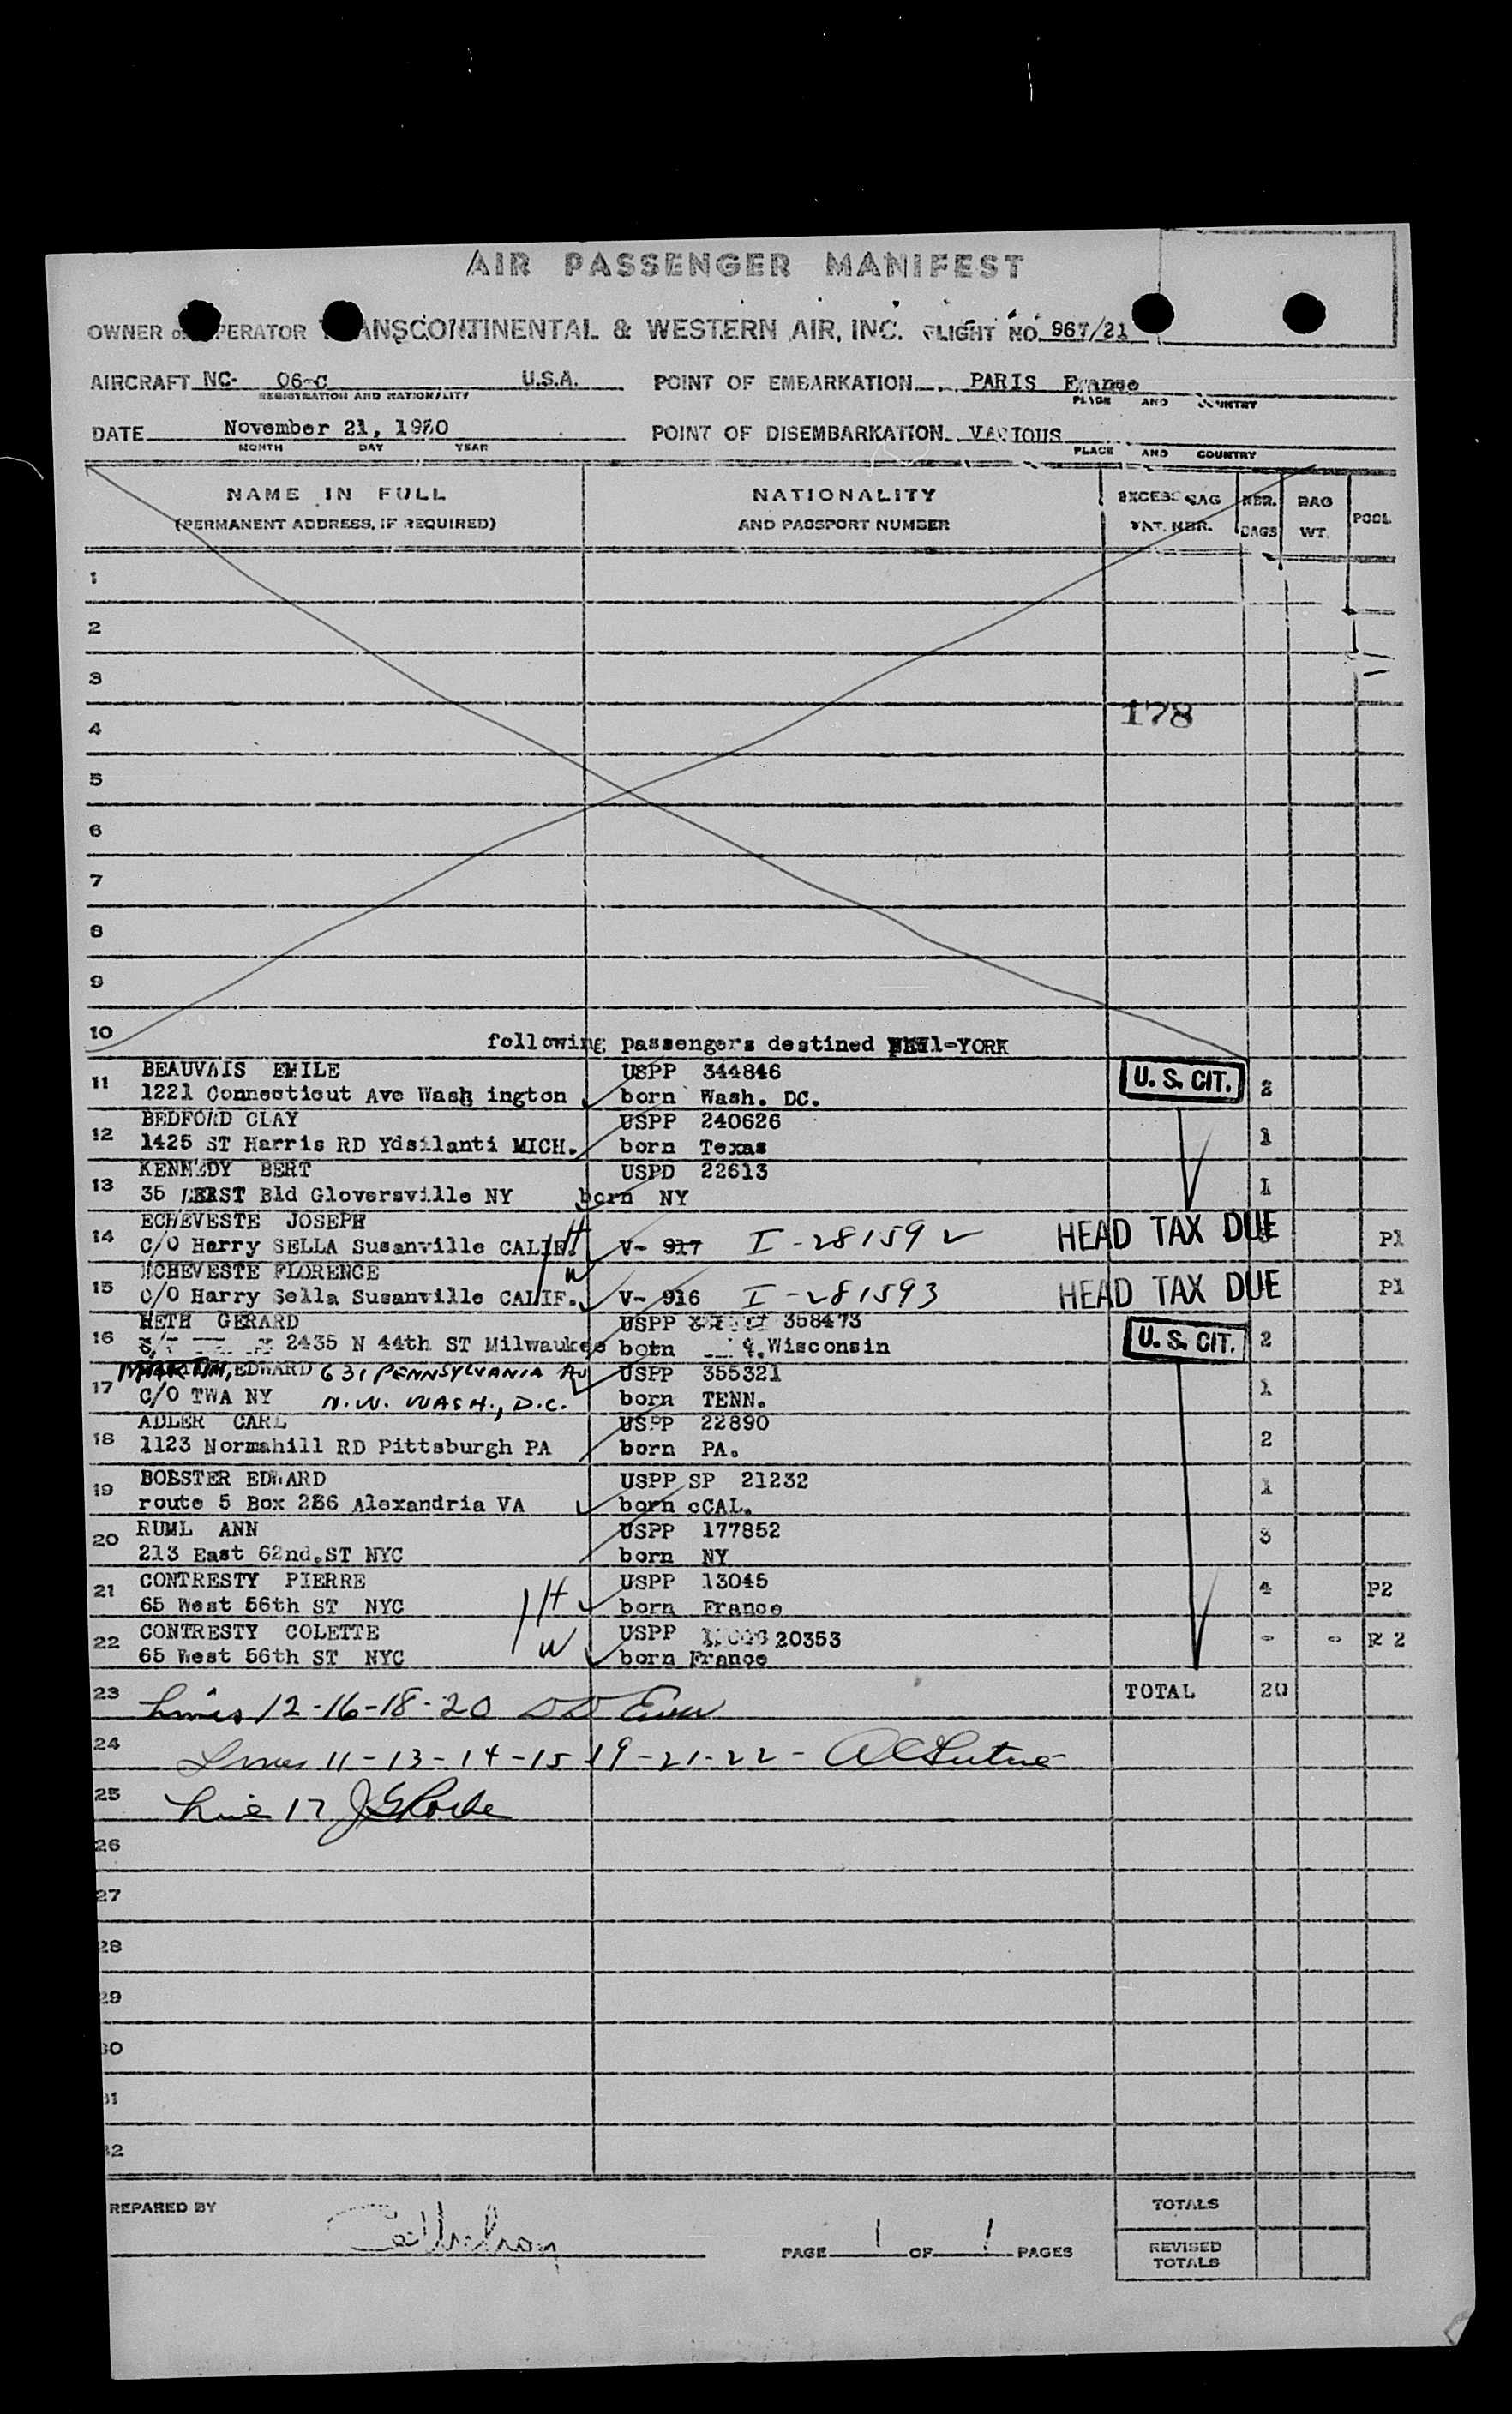 AIR PASSENGER MANIFEST
OWNER OPERATOR TRANSCONTINENTAL & WESTERN AIR, INC. FLIGHT NO. 967/21
AIRCRAFT NC- 06-C U.S.A. POINT OF EMBARKATION PARIS France
REGISTRATION AND NATIONALITY PLACE AND COUNTRY
DATE November 21, 1950 POINT OF DISEMBARKATION VARIOUS
MONTH DAY YEAR PLACE AND COUNTRY
NAME IN FULL NATIONALITY EXCESS BAG NBR. BAG POOL
(PERMANENT ADDRESS, IF REQUIRED) AND PASSPORT NUMBER NBR. BAGS WT.
1
2
3
4 178
5
6
7
8
9
10 following passengers destined -YORK
11 BEAUVAIS EMILE USPP 344846 U. S. CIT. 2
1221 Connecticut Ave Wash ington born Wash. DC.
12 BEDFORD CLAY USPP 240626 1
1425 ST Harris RD Ydsilanti MICH. born Texas
13 KENNEDY BERT USPD 22613 1
35 Bld Gloversville NY born NY
14 ECHEVESTE JOSEPH H HEAD TAX DUE P1
C/O Harry SELLA Susanville CALIF. V- 917 I-281592
15 ECHEVESTE FLORENCE W HEAD TAX DUE P1
C/O Harry Sella Susanville CALIF. V- 916 I-281593
16 HETH GERARD USPP 358473 U. S. CIT. 2
2435 N 44th ST Milwaukee born Wisconsin
17 MARTIN, EDWARD 631 PENNSYLVANIA AV USPP 355321 1
C/O TWA NY N.W. WASH., D.C. born TENN.
18 ADLER CARL USPP 22890 2
1123 Normahill RD Pittsburgh PA born PA.
19 BOESTER EDWARD USPP SP 21232 1
route 5 Box 286 Alexandria VA born cCAL.
20 RUML ANN USPP 177852 3
213 East 62nd.ST NYC born NY
21 CONTRESTY PIERRE H USPP 13045 4 P2
65 West 56th ST NYC born France
22 CONTRESTY COLETTE W USPP 20353 - - P 2
65 West 56th ST NYC born France
23 Lines 12-16-18-20 TOTAL 20
24 Lines 11-13-14-15-19-21-22-
25 Line 17
26
27
28
29
30
31
32
PREPARED BY TOTALS
PAGE 1 OF 1 PAGES REVISED
TOTALS